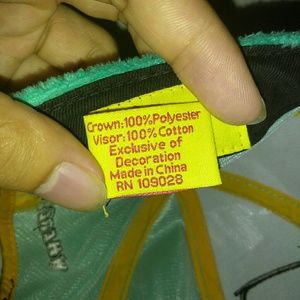 Crown:100%Polyester
Visor:100% Cotton
Exclusive of
Decoration
Made in China
RN 109028